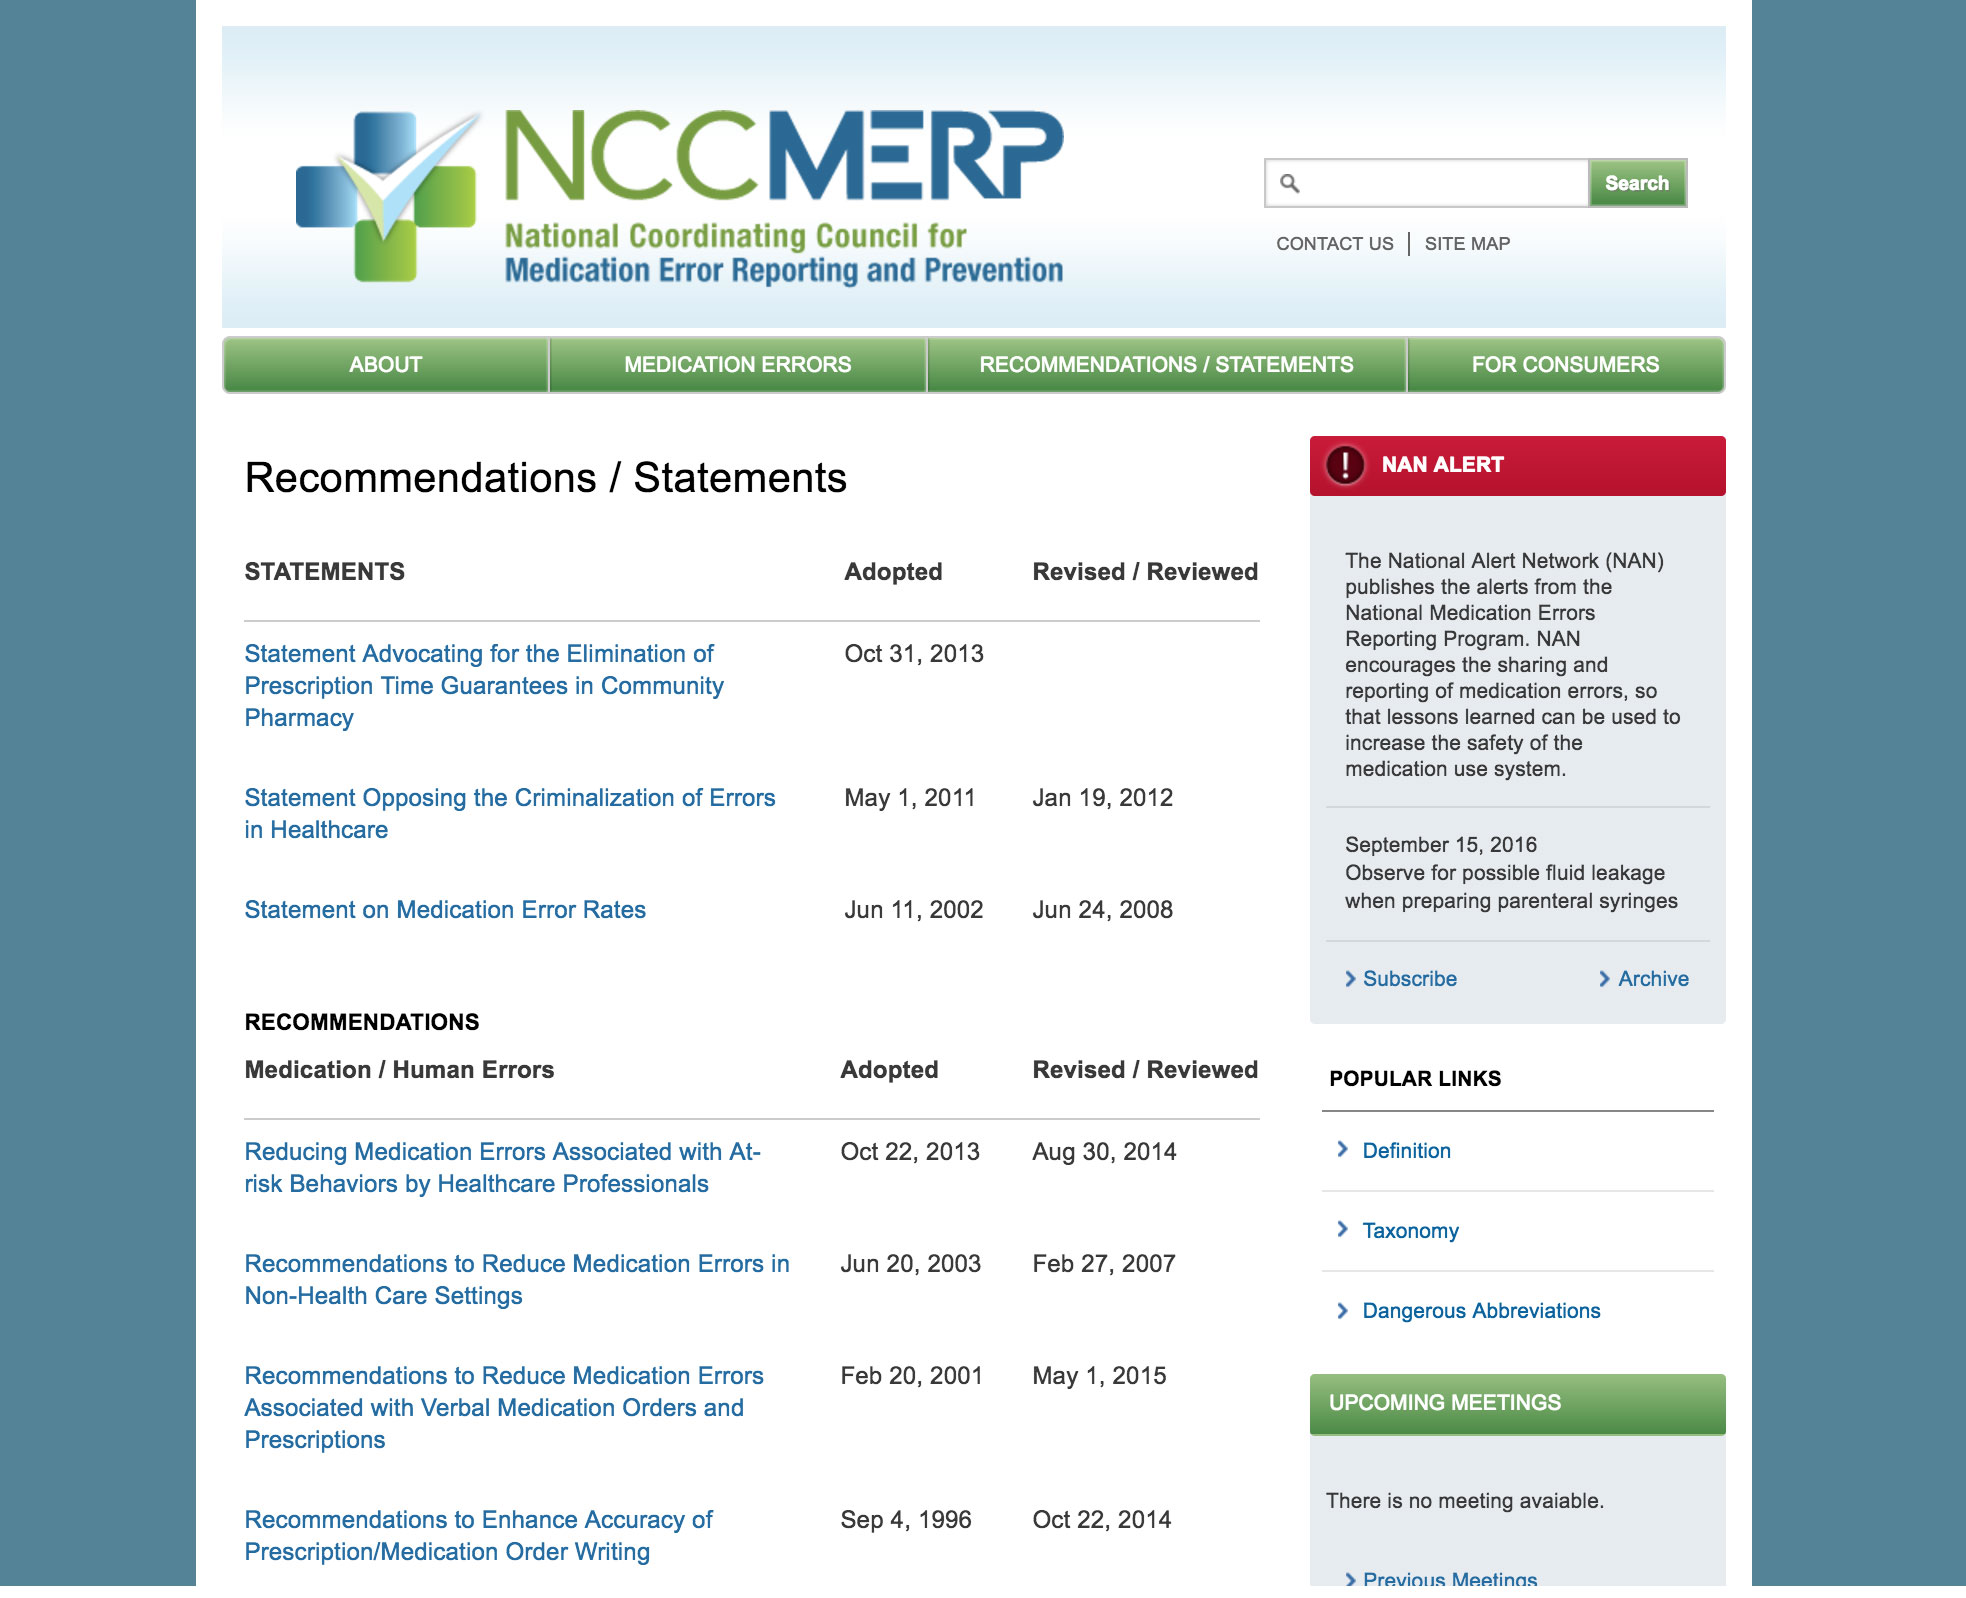 NCCMERP
National Coordinating Council for
Medication Error Reporting and Prevention
Search
CONTACT US | SITE MAP
ABOUT
MEDICATION ERRORS
RECOMMENDATIONS / STATEMENTS
FOR CONSUMERS
Recommendations / Statements
STATEMENTS Adopted Revised / Reviewed
Statement Advocating for the Elimination of Oct 31, 2013
Prescription Time Guarantees in Community
Pharmacy
Statement Opposing the Criminalization of Errors May 1, 2011 Jan 19, 2012
in Healthcare
Statement on Medication Error Rates Jun 11, 2002 Jun 24, 2008
RECOMMENDATIONS
Medication / Human Errors Adopted Revised / Reviewed
Reducing Medication Errors Associated with At- Oct 22, 2013 Aug 30, 2014
risk Behaviors by Healthcare Professionals
Recommendations to Reduce Medication Errors in Jun 20, 2003 Feb 27, 2007
Non-Health Care Settings
Recommendations to Reduce Medication Errors Feb 20, 2001 May 1, 2015
Associated with Verbal Medication Orders and
Prescriptions
Recommendations to Enhance Accuracy of Sep 4, 1996 Oct 22, 2014
Prescription/Medication Order Writing
NAN ALERT
The National Alert Network (NAN)
publishes the alerts from the
National Medication Errors
Reporting Program. NAN
encourages the sharing and
reporting of medication errors, so
that lessons learned can be used to
increase the safety of the
medication use system.
September 15, 2016
Observe for possible fluid leakage
when preparing parenteral syringes
Subscribe Archive
POPULAR LINKS
Definition
Taxonomy
Dangerous Abbreviations
UPCOMING MEETINGS
There is no meeting avaiable.
Previous Meetings